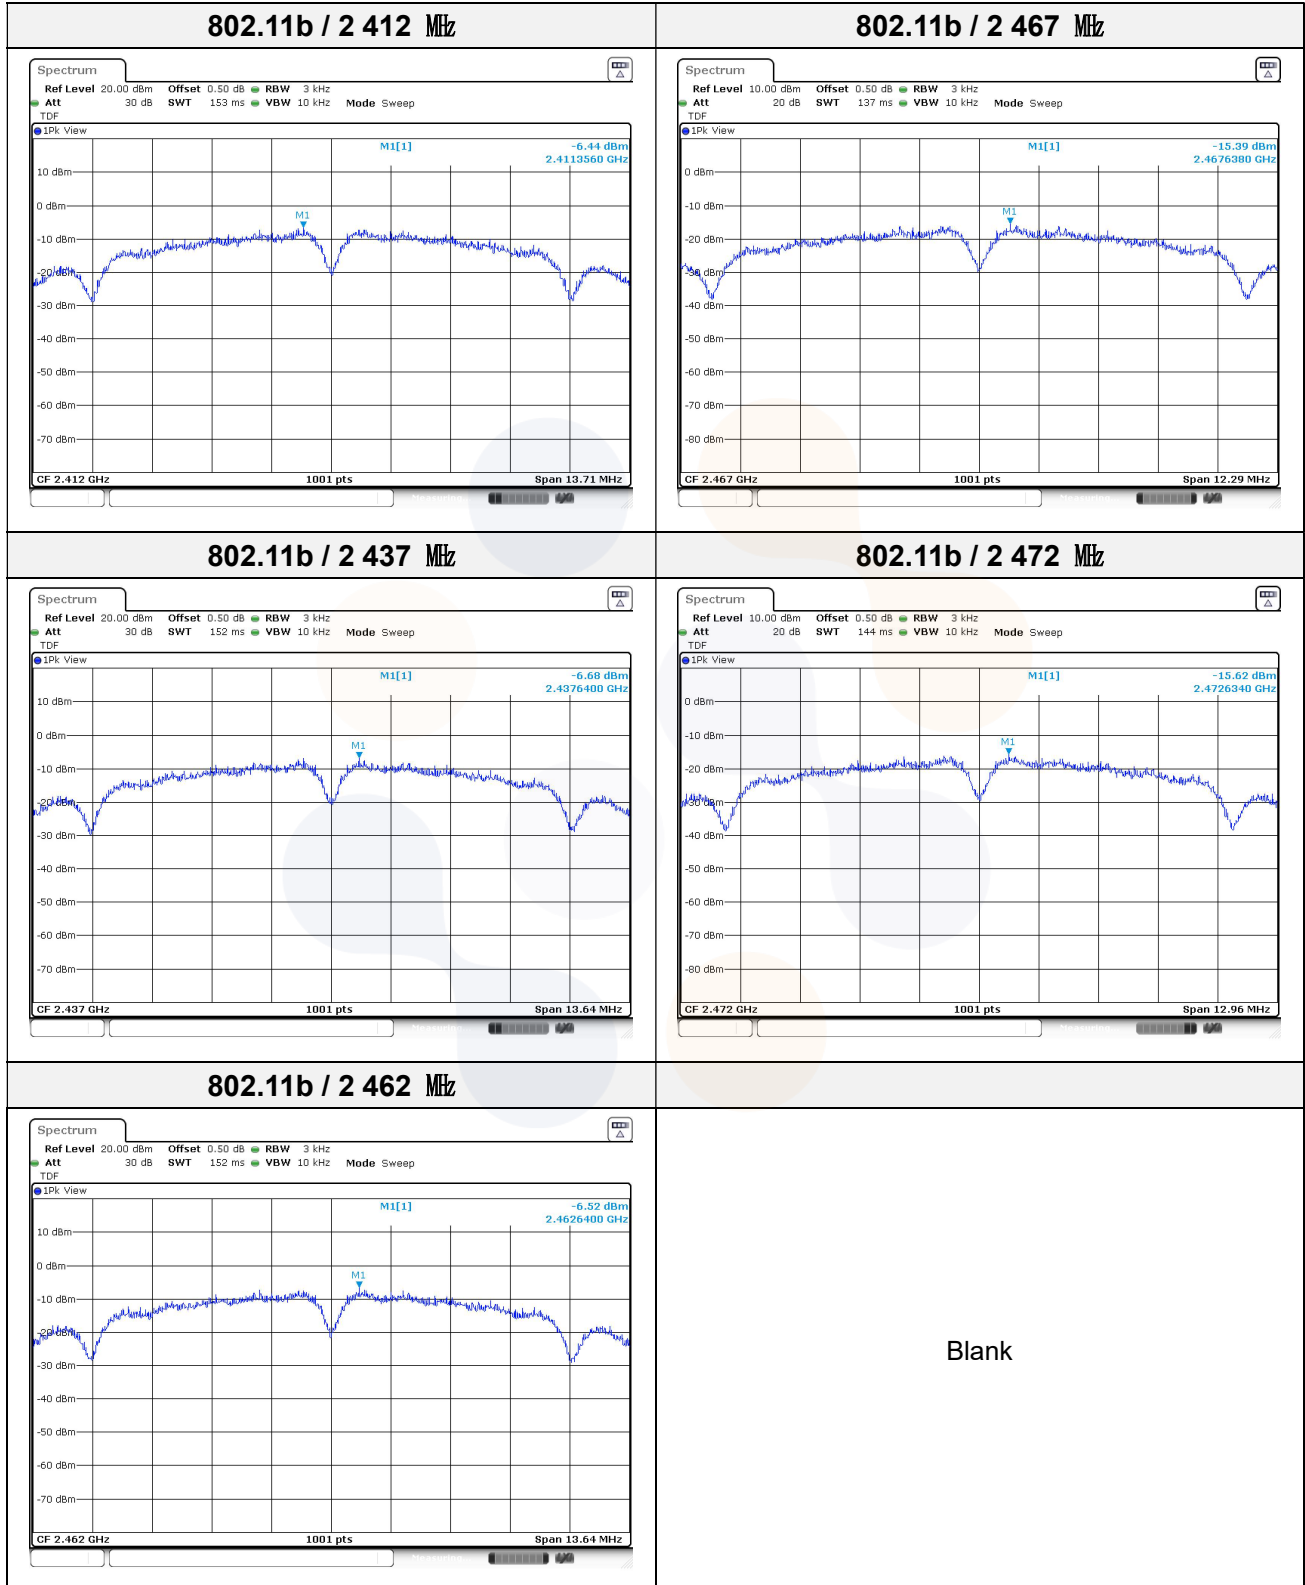 802.11b / 2 412 ㎒
802.11b / 2 467 ㎒
Spectrum
Ref Level 20.00 dBm Offset 0.50 dB RBW 3 kHz
Att 30 dB SWT 153 ms VBW 10 kHz Mode Sweep
TDF
1Pk View
M1[1] -6.44 dBm
2.4113560 GHz
10 dBm
0 dBm
M1
-10 dBm
-20 dBm
-30 dBm
-40 dBm
-50 dBm
-60 dBm
-70 dBm
CF 2.412 GHz 1001 pts Span 13.71 MHz
Measuring
Spectrum
Ref Level 10.00 dBm Offset 0.50 dB RBW 3 kHz
Att 20 dB SWT 137 ms VBW 10 kHz Mode Sweep
TDF
1Pk View
M1[1] -15.39 dBm
2.4676380 GHz
0 dBm
-10 dBm
M1
-20 dBm
-30 dBm
-40 dBm
-50 dBm
-60 dBm
-70 dBm
-80 dBm
CF 2.467 GHz 1001 pts Span 12.29 MHz
Measuring
802.11b / 2 437 ㎒
802.11b / 2 472 ㎒
Spectrum
Ref Level 20.00 dBm Offset 0.50 dB RBW 3 kHz
Att 30 dB SWT 152 ms VBW 10 kHz Mode Sweep
TDF
1Pk View
M1[1] -6.68 dBm
2.4376400 GHz
10 dBm
0 dBm
M1
-10 dBm
-20 dBm
-30 dBm
-40 dBm
-50 dBm
-60 dBm
-70 dBm
CF 2.437 GHz 1001 pts Span 13.64 MHz
Measuring
Spectrum
Ref Level 10.00 dBm Offset 0.50 dB RBW 3 kHz
Att 20 dB SWT 144 ms VBW 10 kHz Mode Sweep
TDF
1Pk View
M1[1] -15.62 dBm
2.4726340 GHz
0 dBm
-10 dBm
M1
-20 dBm
-30 dBm
-40 dBm
-50 dBm
-60 dBm
-70 dBm
-80 dBm
CF 2.472 GHz 1001 pts Span 12.96 MHz
Measuring
802.11b / 2 462 ㎒
Spectrum
Ref Level 20.00 dBm Offset 0.50 dB RBW 3 kHz
Att 30 dB SWT 152 ms VBW 10 kHz Mode Sweep
TDF
1Pk View
M1[1] -6.52 dBm
2.4626400 GHz
10 dBm
0 dBm
M1
-10 dBm
-20 dBm
-30 dBm
-40 dBm
-50 dBm
-60 dBm
-70 dBm
CF 2.462 GHz 1001 pts Span 13.64 MHz
Measuring
Blank